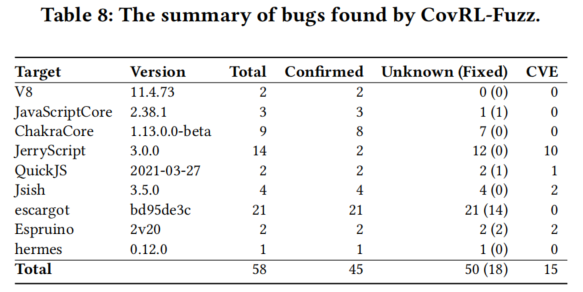 Table 8: The summary of bugs found by CovRL-Fuzz.
Target Version Total Confirmed Unknown (Fixed) CVE
V8 11.4.73 2 2 0 (0) 0
JavaScriptCore 2.38.1 3 3 1 (1) 0
ChakraCore 1.13.0.0-beta 9 8 7 (0) 0
JerryScript 3.0.0 14 2 12 (0) 10
QuickJS 2021-03-27 2 2 2 (1) 1
Jsish 3.5.0 4 4 4 (0) 2
escargot bd95de3c 21 21 21 (14) 0
Espruino 2v20 2 2 2 (2) 2
hermes 0.12.0 1 1 1 (0) 0
Total 58 45 50 (18) 15